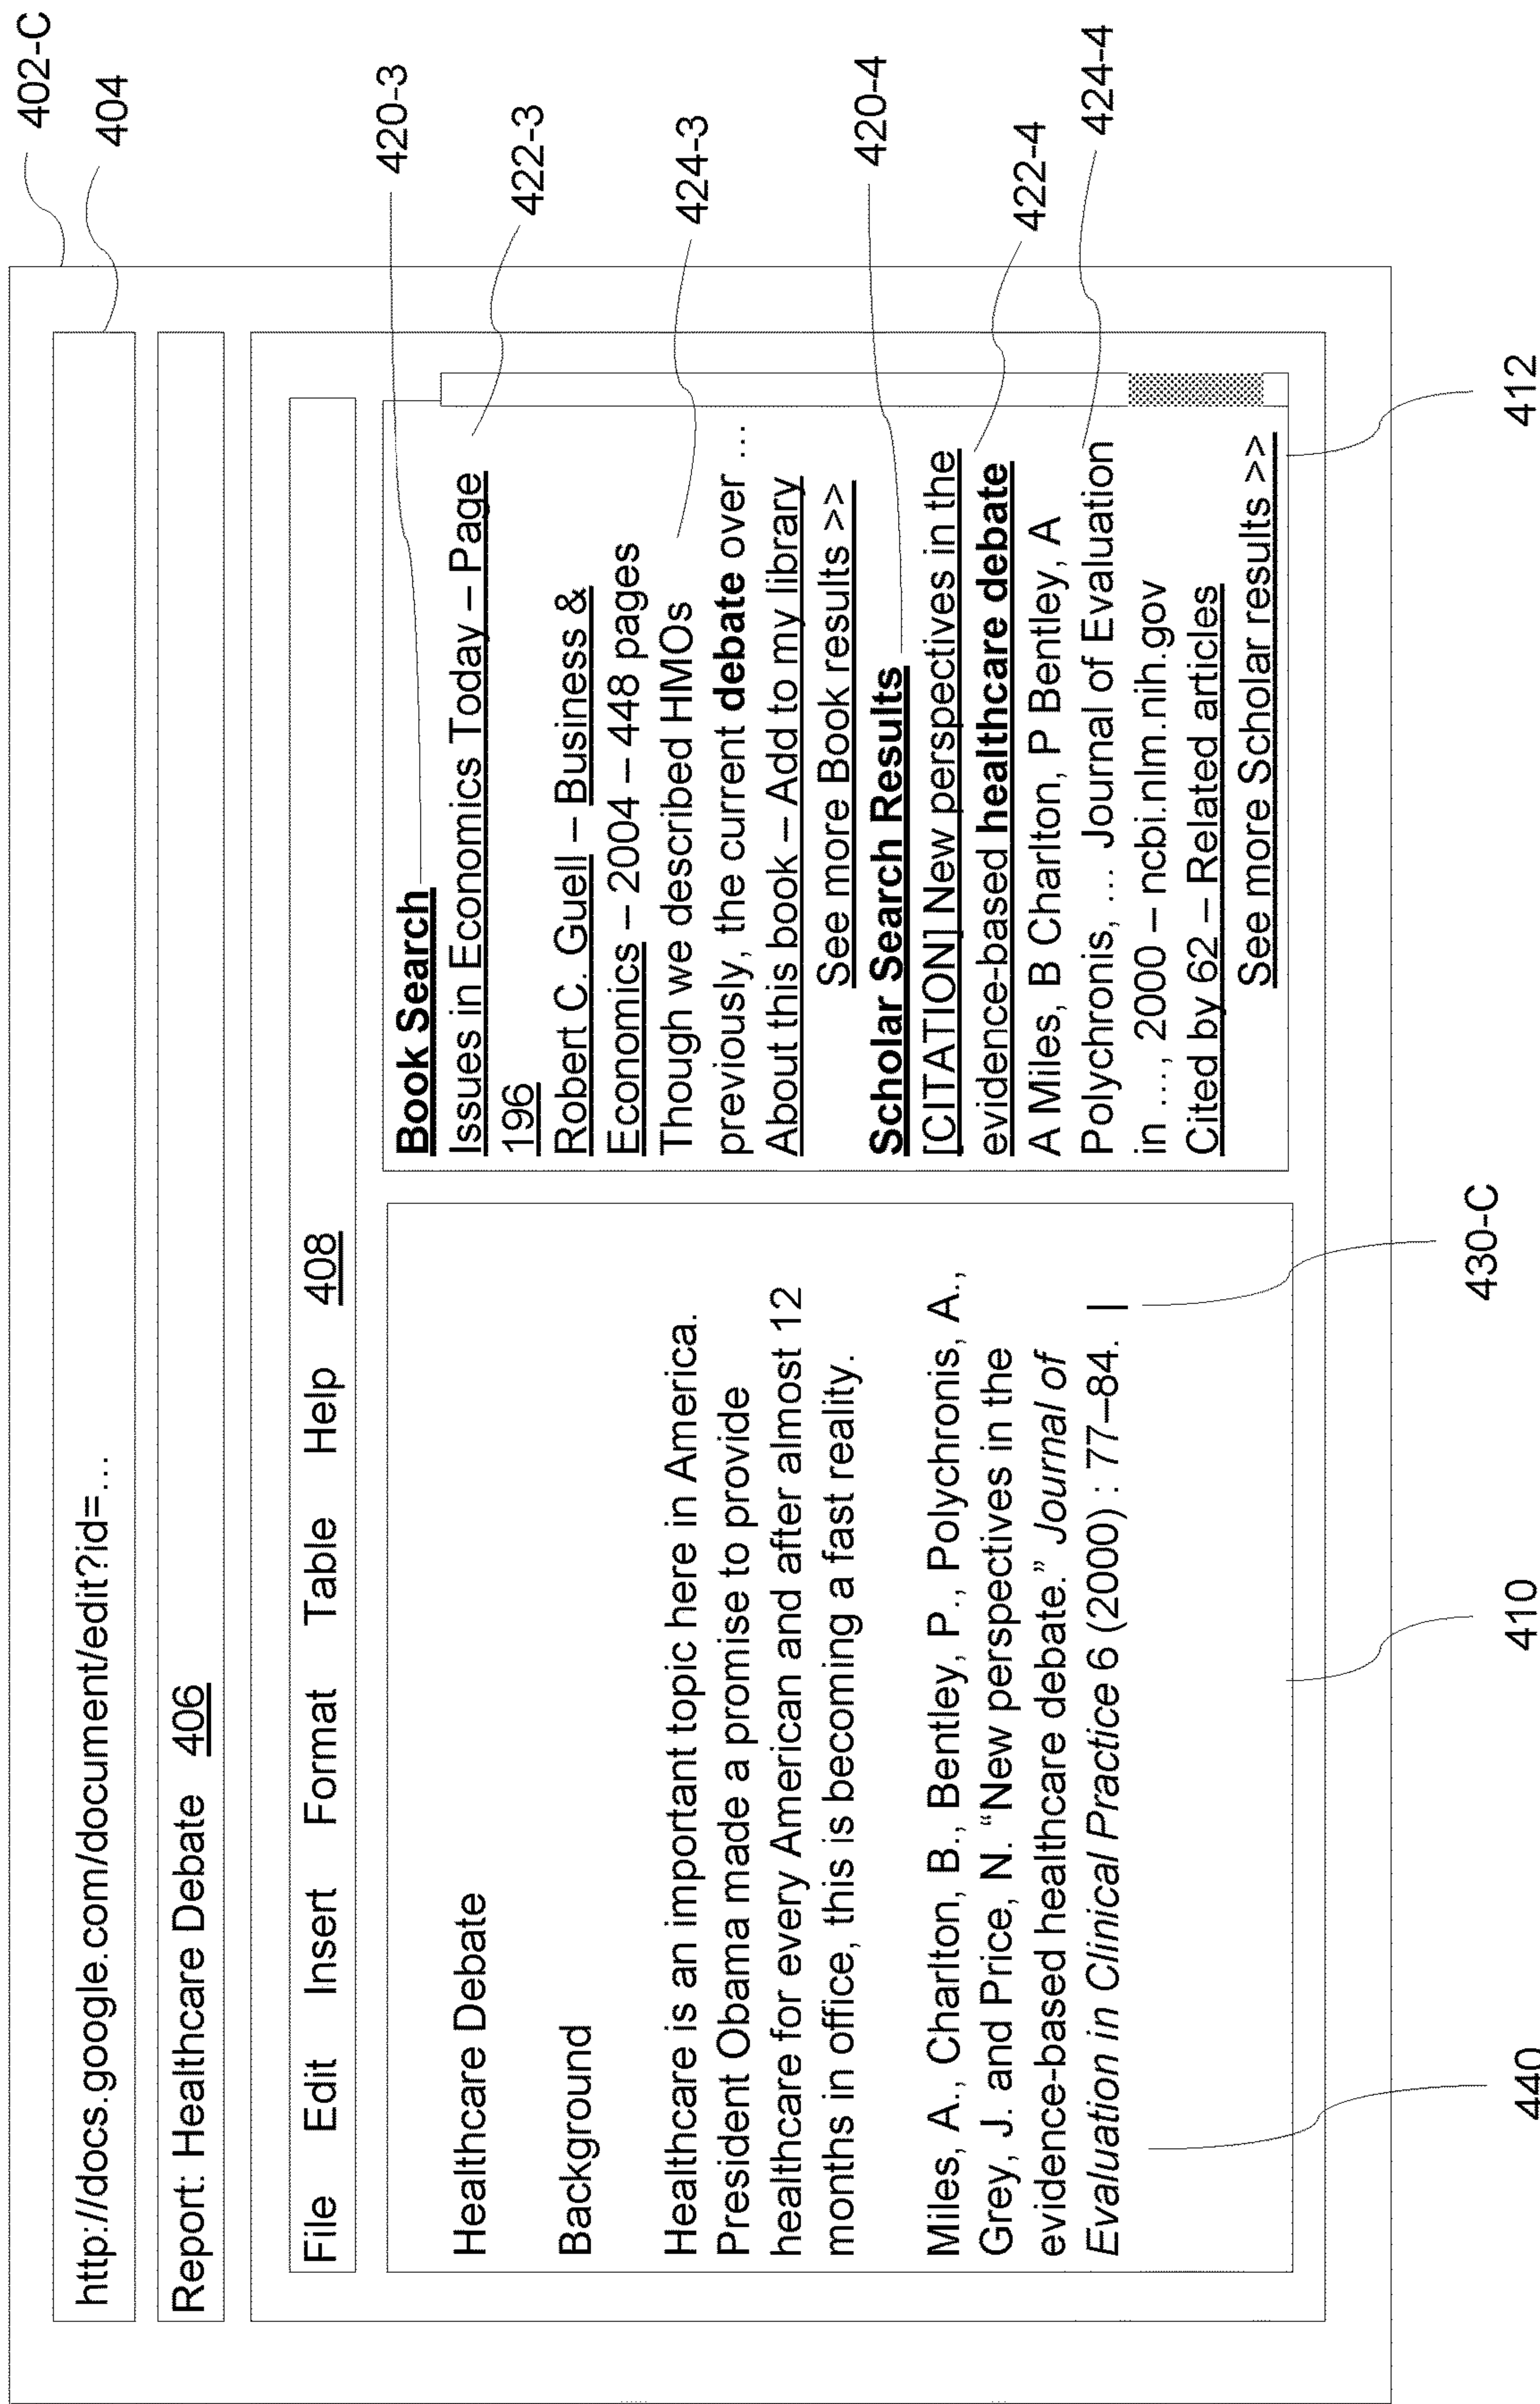 http://docs.google.com/document/edit?id=…
Report: Healthcare Debate 406
File Edit Insert Format Table Help 408
Healthcare Debate
Background
Healthcare is an important topic here in America.
President Obama made a promise to provide
healthcare for every American and after almost 12
months in office, this is becoming a fast reality.
Miles, A., Charlton, B., Bentley, P., Polychronis, A.,
Grey, J. and Price, N. “New perspectives in the
evidence-based healthcare debate.” Journal of
Evaluation in Clinical Practice 6 (2000) : 77–84. |
Book Search
Issues in Economics Today – Page
196
Robert C. Guell – Business &
Economics – 2004 – 448 pages
Though we described HMOs
previously, the current debate over …
About this book – Add to my library
See more Book results >>
Scholar Search Results
[CITATION] New perspectives in the
evidence-based healthcare debate
A Miles, B Charlton, P Bentley, A
Polychronis, … Journal of Evaluation
in …, 2000 – ncbi.nlm.nih.gov
Cited by 62 – Related articles
See more Scholar results >>
402-C
404
420-3
422-3
424-3
420-4
422-4
424-4
440
410
430-C
412